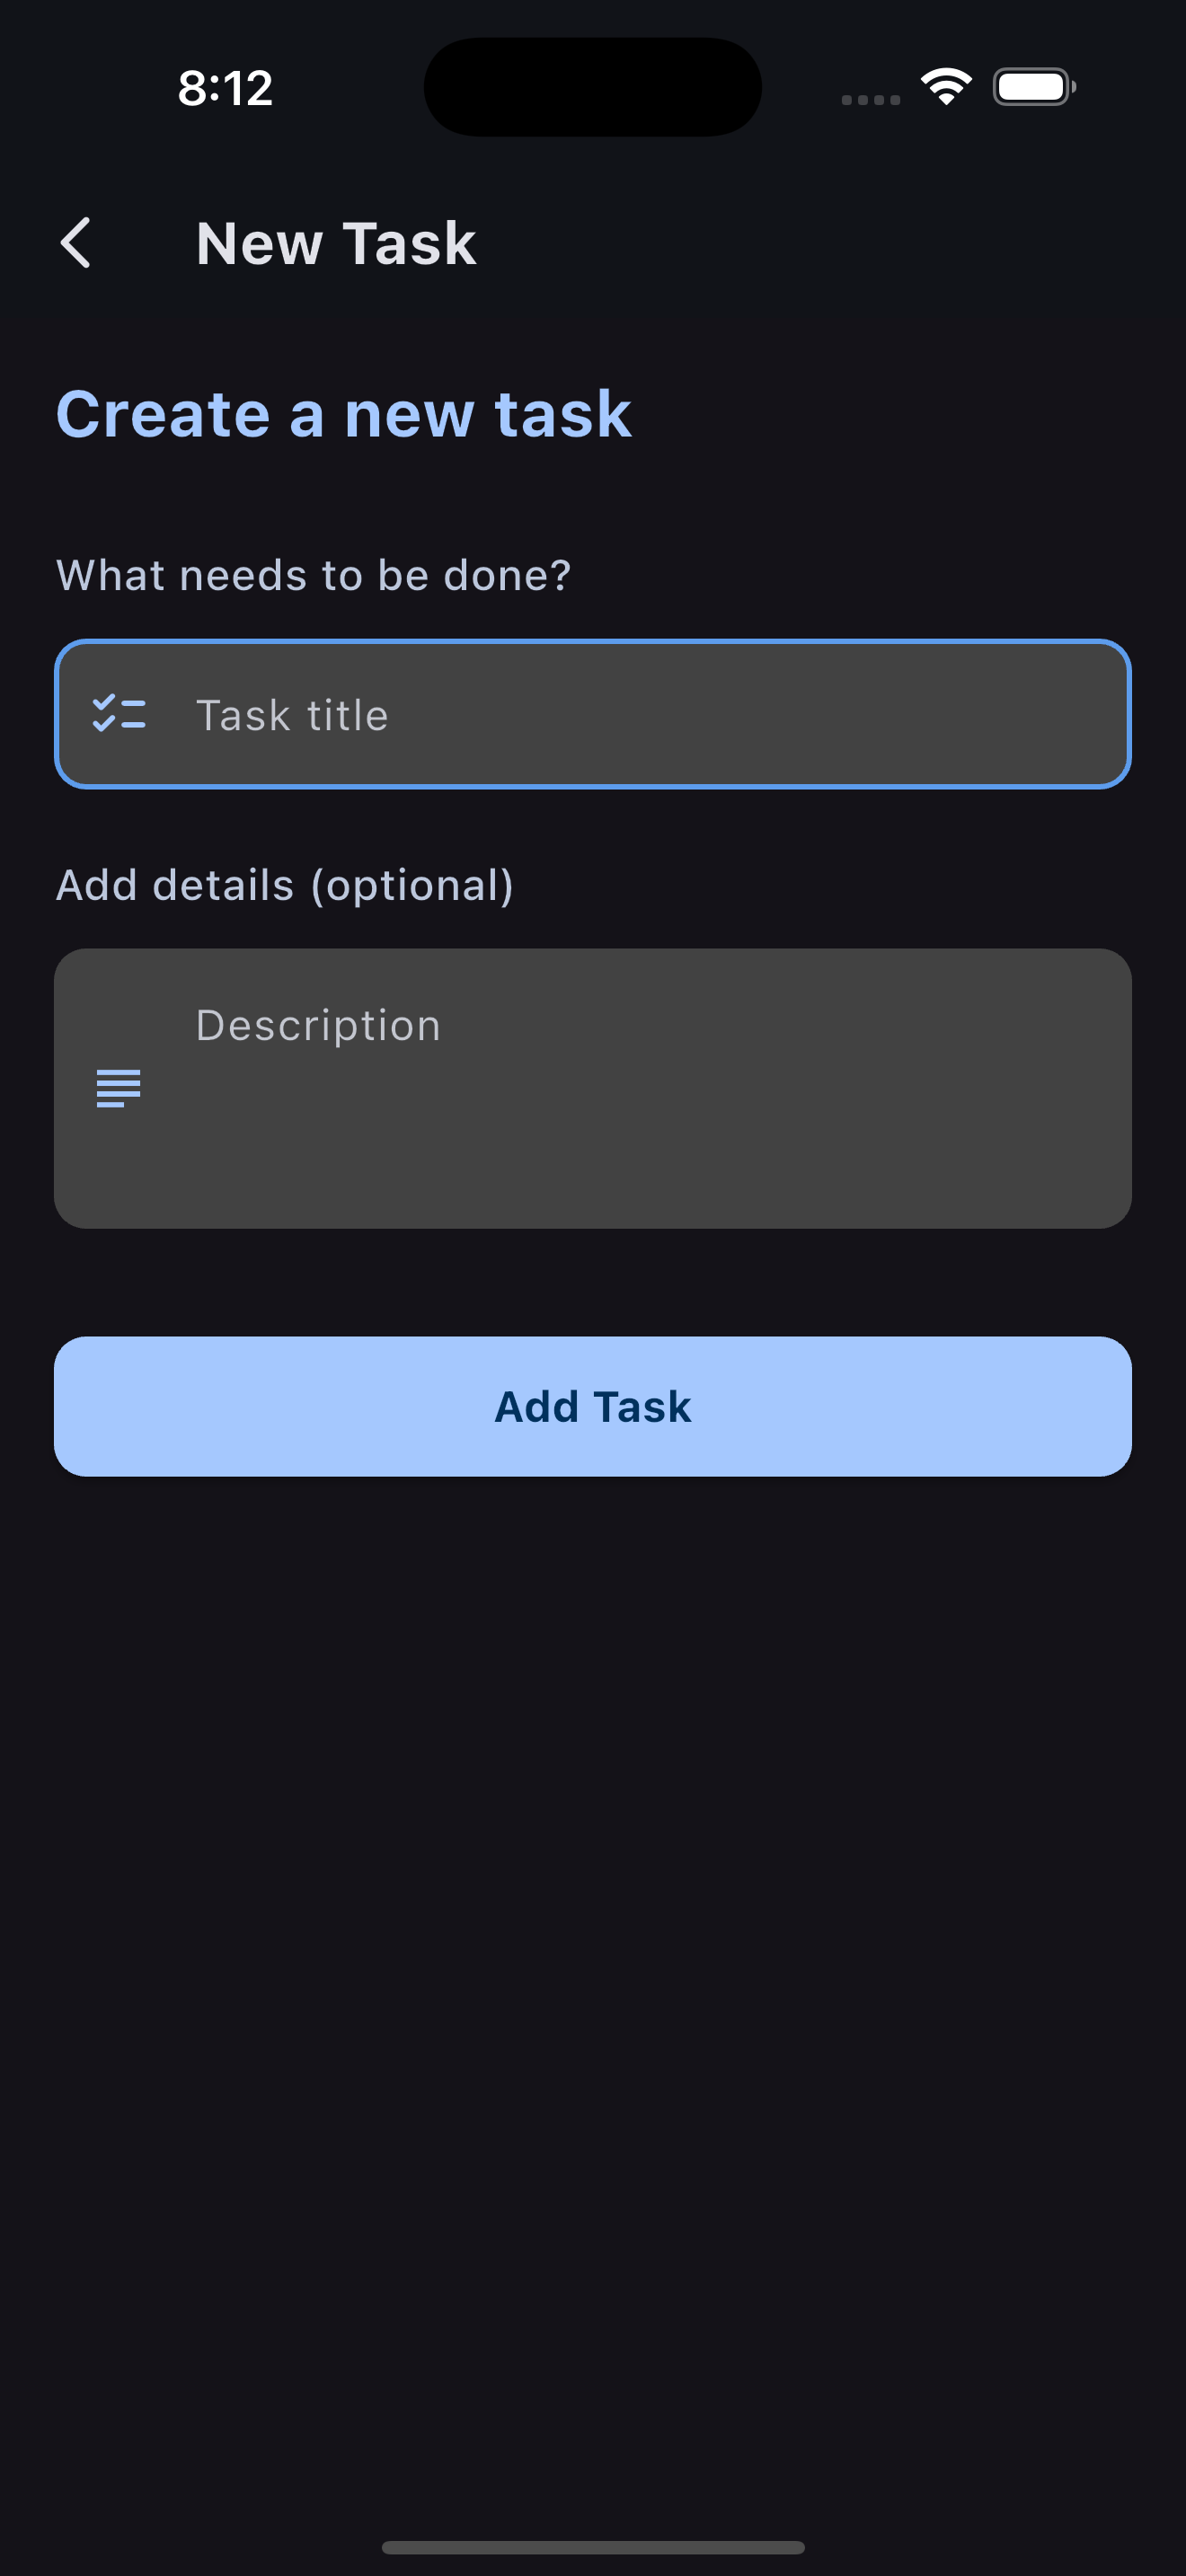 8:12
New Task
Create a new task
What needs to be done?
Task title
Add details (optional)
Description
Add Task